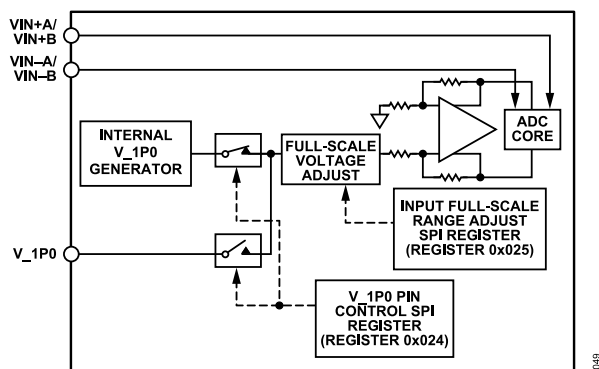 VIN+A/
VIN+B
VIN–A/
VIN–B
INTERNAL
V_1P0
GENERATOR
FULL-SCALE
VOLTAGE
ADJUST
ADC
CORE
INPUT FULL-SCALE
RANGE ADJUST
SPI REGISTER
(REGISTER 0x025)
V_1P0
V_1P0 PIN
CONTROL SPI
REGISTER
(REGISTER 0x024)
049